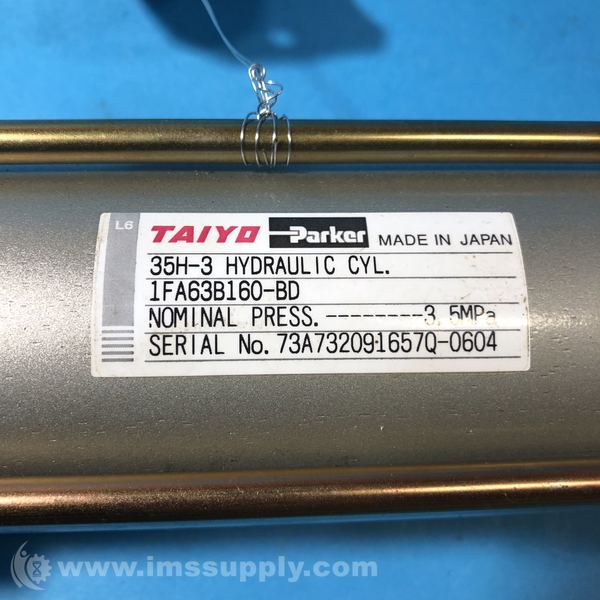 L6 TAIYO Parker MADE IN JAPAN
35H-3 HYDRAULIC CYL.
1FA63B160-BD
NOMINAL PRESS.--------3.5MPa
SERIAL No.73A732091657Q-0604
www.imssupply.com